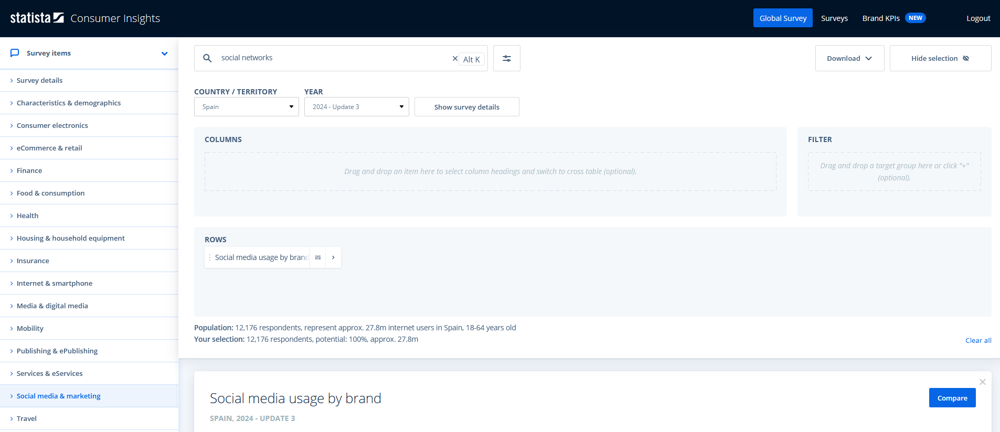 statista Consumer Insights
Global Survey
Surveys
Brand KPIs NEW
Logout
Survey items
Survey details
Characteristics & demographics
Consumer electronics
eCommerce & retail
Finance
Food & consumption
Health
Housing & household equipment
Insurance
Internet & smartphone
Media & digital media
Mobility
Publishing & ePublishing
Services & eServices
Social media & marketing
Travel
social networks
Alt K
Download
Hide selection
COUNTRY / TERRITORY
Spain
YEAR
2024 - Update 3
Show survey details
COLUMNS
Drag and drop an item here to select column headings and switch to cross table (optional).
FILTER
Drag and drop a target group here or click "+"
(optional).
ROWS
Social media usage by brand
Population: 12,176 respondents, represent approx. 27.8m internet users in Spain, 18-64 years old
Your selection: 12,176 respondents, potential: 100%, approx. 27.8m
Clear all
Social media usage by brand
Compare
SPAIN, 2024 - UPDATE 3